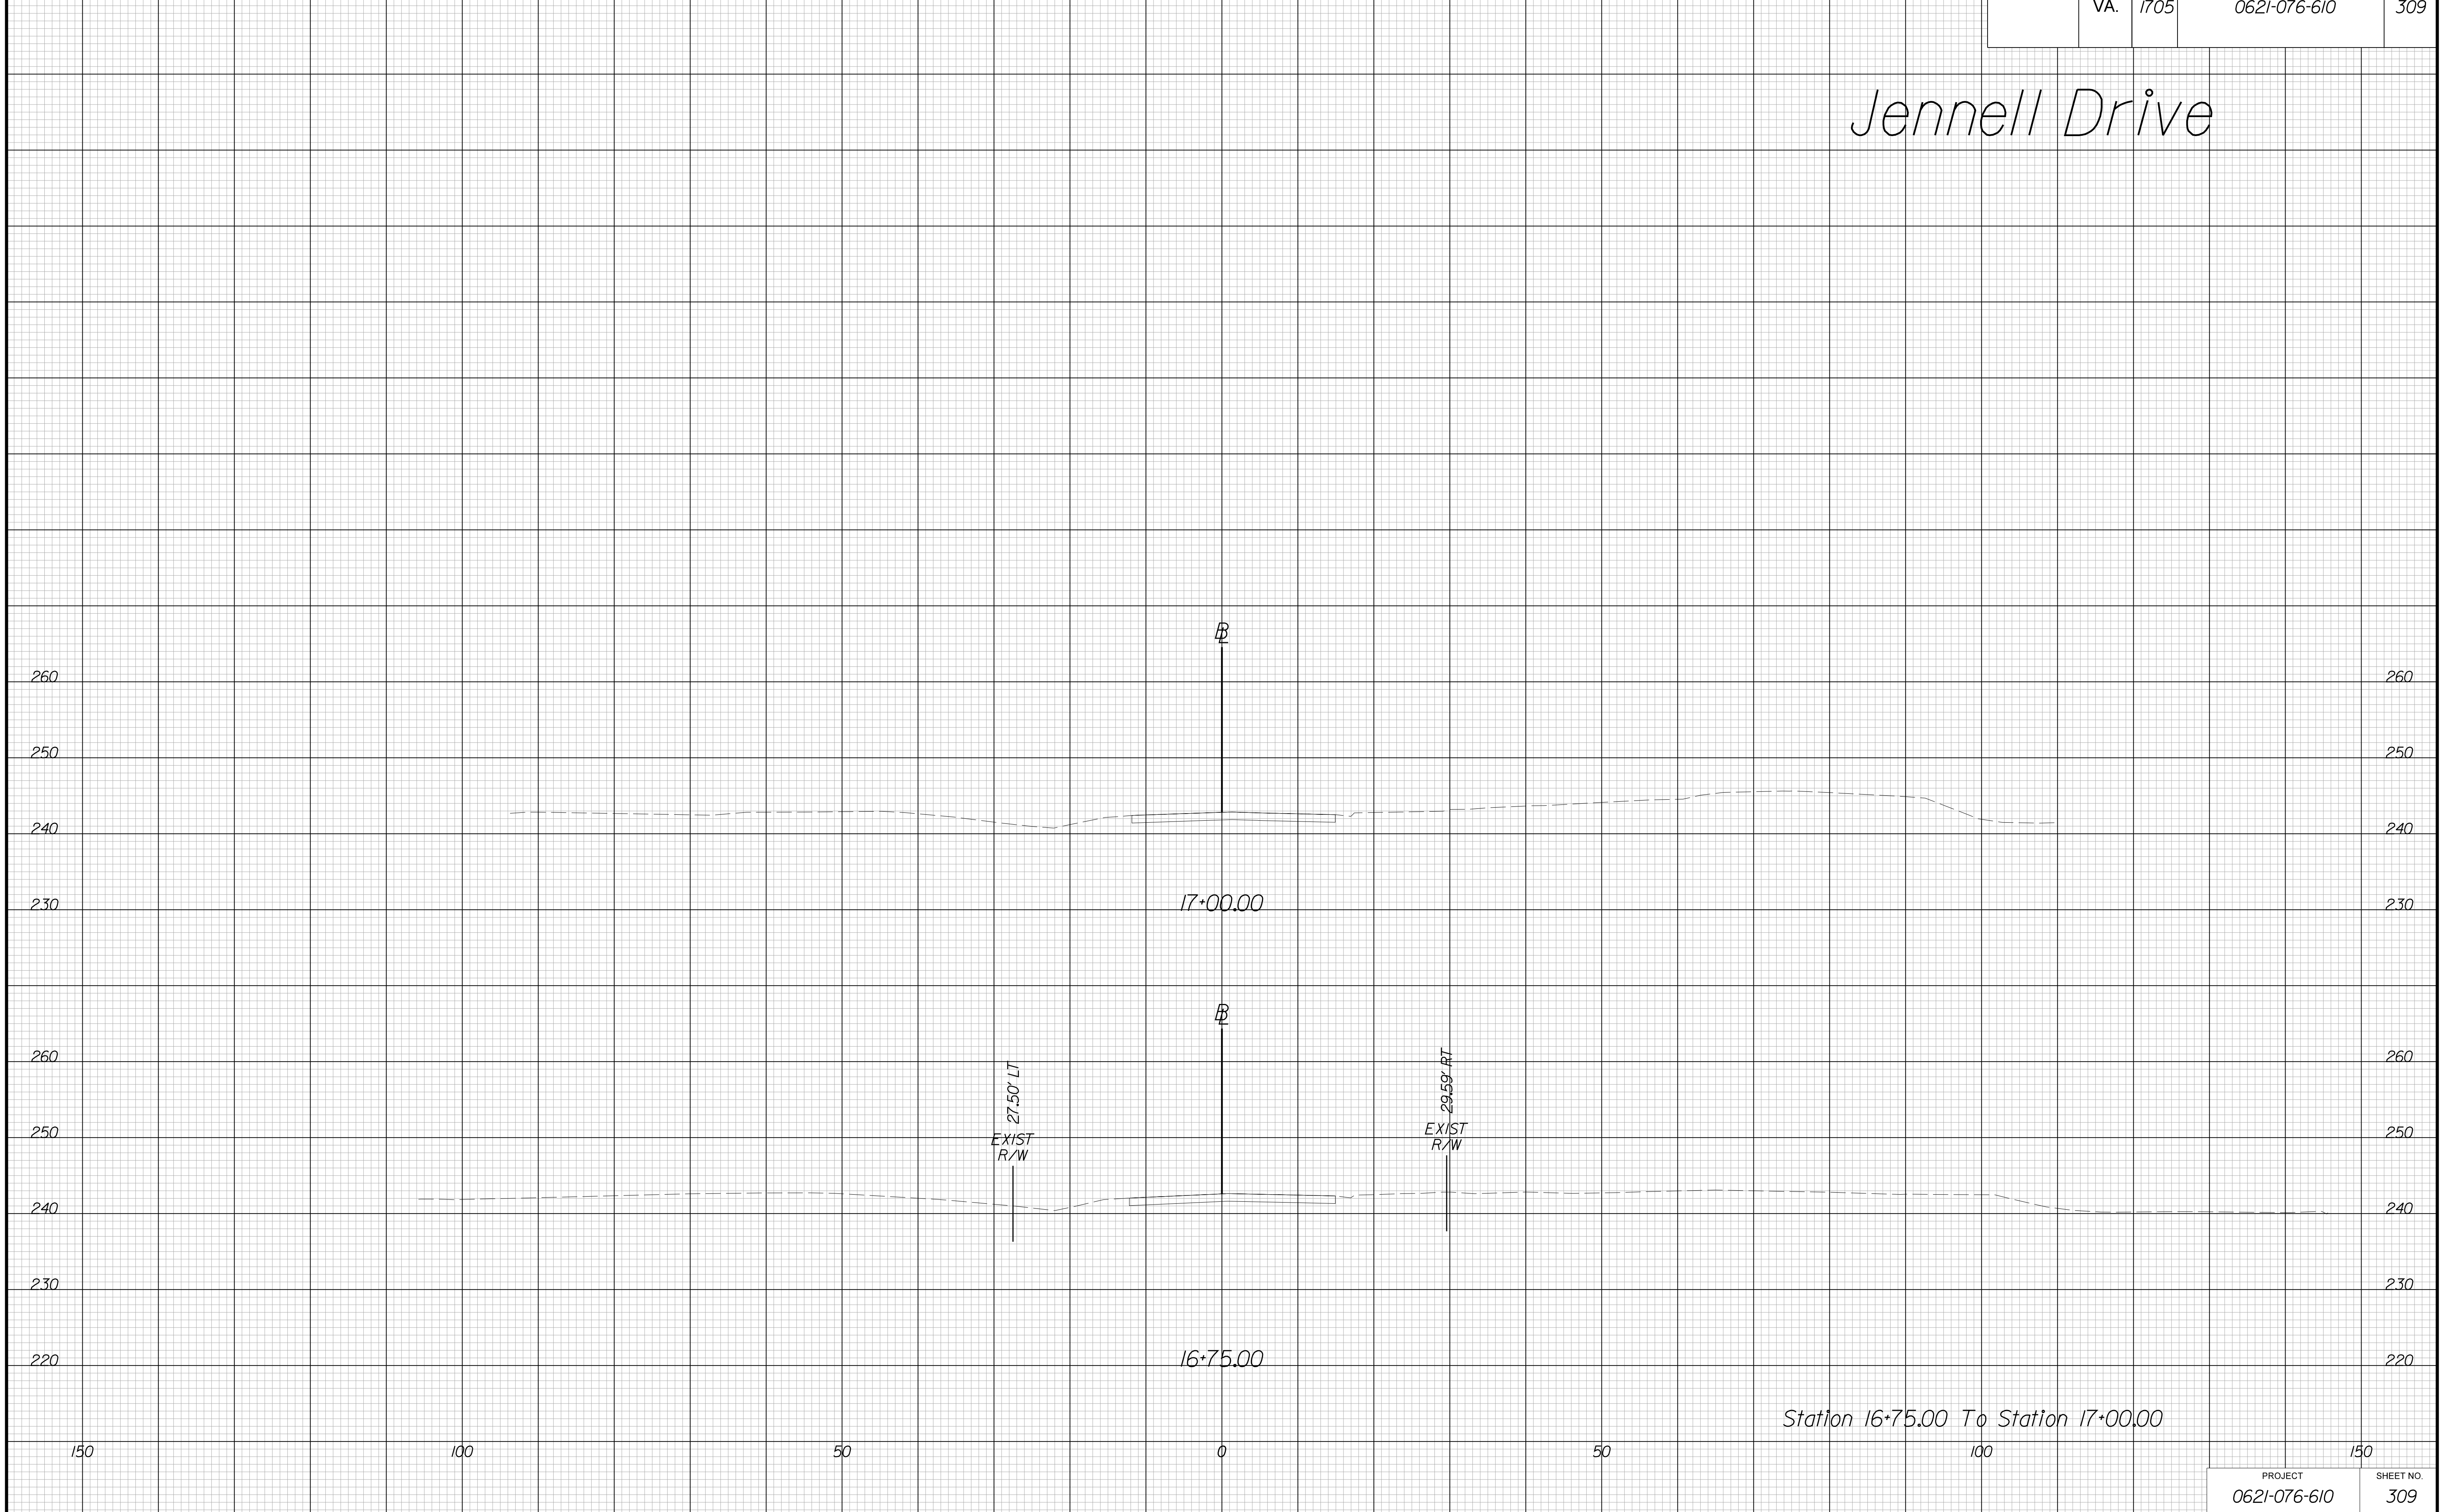 VA. 1705 0621-076-610 309
Jennell Drive
BL
260 260
250 250
240 240
230 17+00.00 230
BL
260 260
27.50' LT 29.59' RT
250 250
EXIST R/W EXIST R/W
240 240
230 230
220 16+75.00 220
Station 16+75.00 To Station 17+00.00
150 100 50 0 50 100 150
PROJECT SHEET NO.
0621-076-610 309